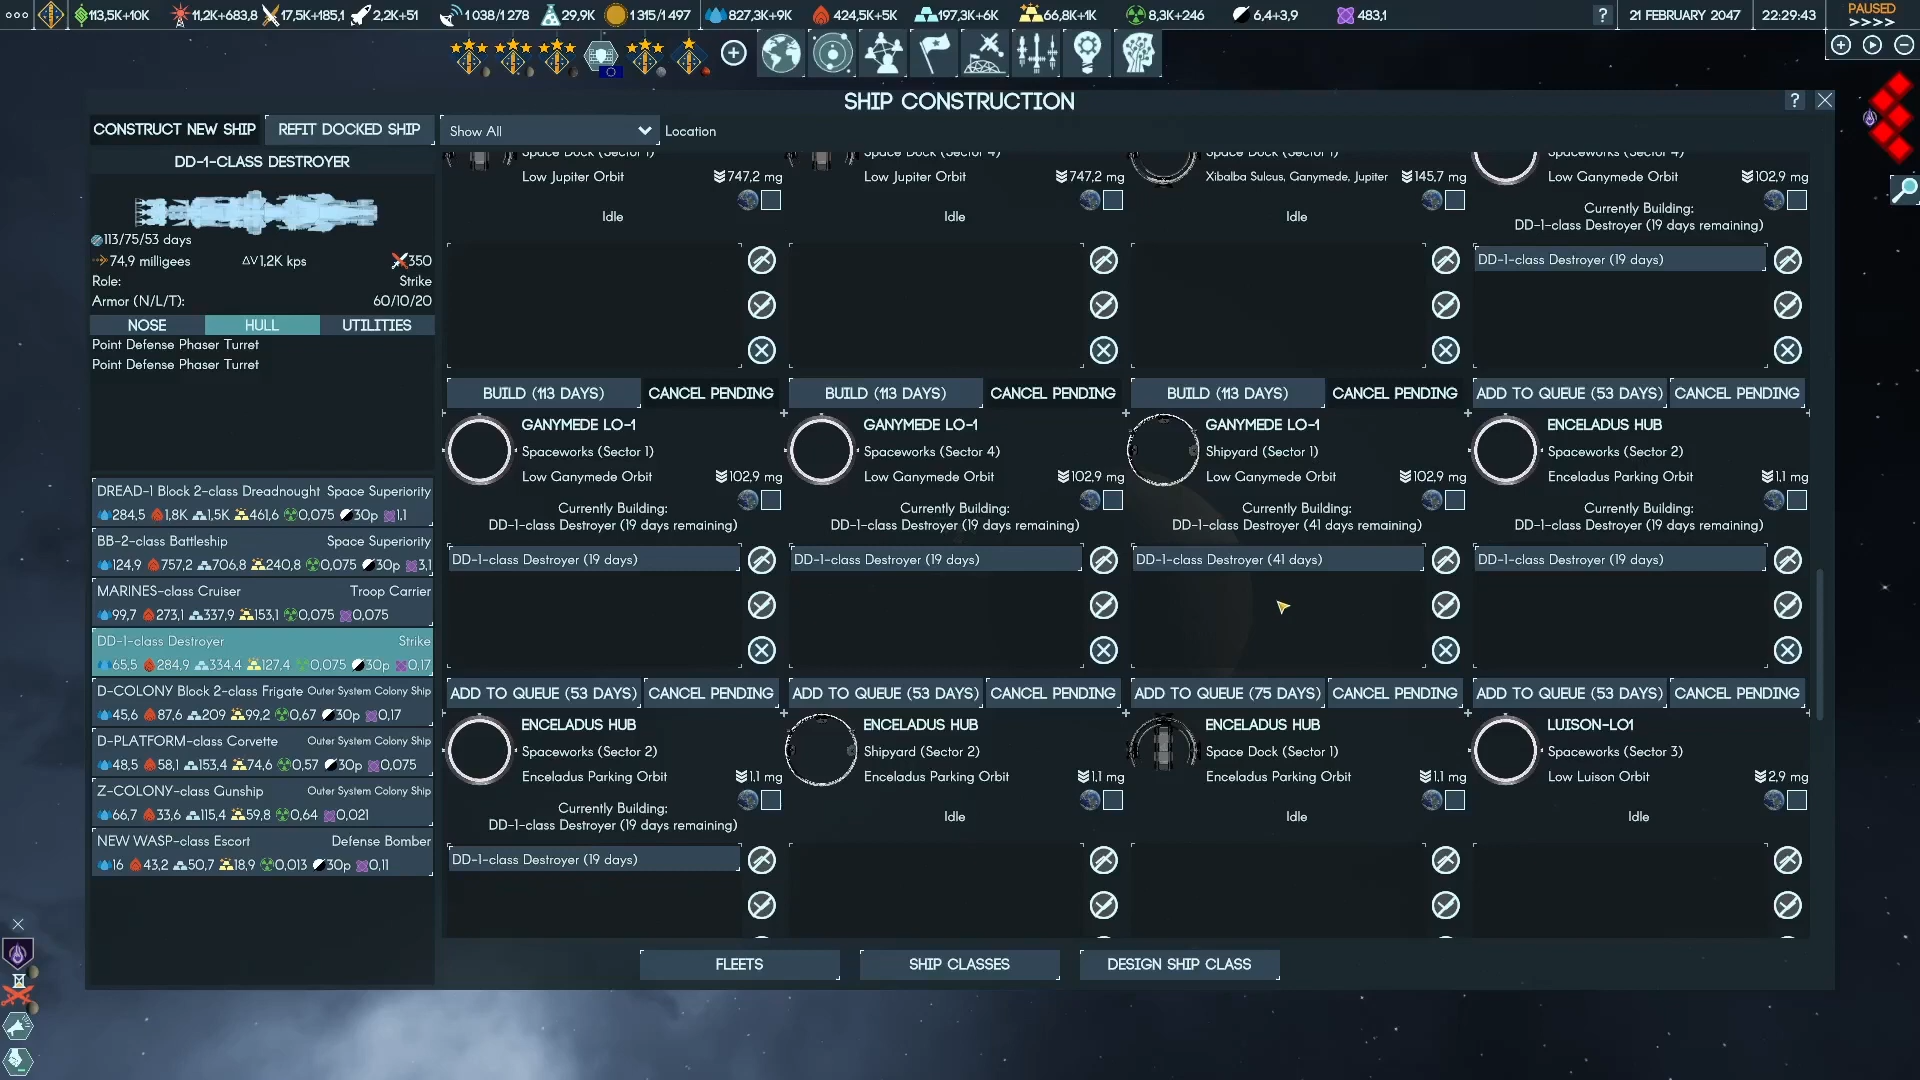 113,5K+10K 11,2K+683,8 17,5K+185,1 2,2K+51 1 038/1 278 29,9K 1 315/1 497 827,3K+9K 424,5K+5K 197,3K+6K 66,8K+1K 8,3K+246 6,4+3,9 483,1 ? 21 FEBRUARY 2047 22:29:43 PAUSED
>>>>
SHIP CONSTRUCTION ?
CONSTRUCT NEW SHIP REFIT DOCKED SHIP Show All Location
DD-1-CLASS DESTROYER
113/75/53 days
74,9 milligees ΔV1,2K kps 350
Role: Strike
Armor (N/L/T): 60/10/20
NOSE HULL UTILITIES
Point Defense Phaser Turret
Point Defense Phaser Turret
DREAD-1 Block 2-class Dreadnought Space Superiority
284,5 1,8K 1,5K 461,6 0,075 30p 1,1
BB-2-class Battleship Space Superiority
124,9 757,2 706,8 240,8 0,075 30p 3,1
MARINES-class Cruiser Troop Carrier
99,7 273,1 337,9 153,1 0,075 0,075
DD-1-class Destroyer Strike
65,5 284,9 334,4 127,4 0,075 30p 0,17
D-COLONY Block 2-class Frigate Outer System Colony Ship
45,6 87,6 209 99,2 0,67 30p 0,17
D-PLATFORM-class Corvette Outer System Colony Ship
48,5 58,1 153,4 74,6 0,57 30p 0,075
Z-COLONY-class Gunship Outer System Colony Ship
66,7 33,6 115,4 59,8 0,64 30p 0,021
NEW WASP-class Escort Defense Bomber
16 43,2 50,7 18,9 0,013 30p 0,11
Space Dock (Sector 1) Space Dock (Sector 4) Space Dock (Sector 1) Spaceworks (Sector 4)
Low Jupiter Orbit 747,2 mg Low Jupiter Orbit 747,2 mg Xibalba Sulcus, Ganymede, Jupiter 145,7 mg Low Ganymede Orbit 102,9 mg
Idle Idle Idle Currently Building:
DD-1-class Destroyer (19 days remaining)
DD-1-class Destroyer (19 days)
BUILD (113 DAYS) CANCEL PENDING BUILD (113 DAYS) CANCEL PENDING BUILD (113 DAYS) CANCEL PENDING ADD TO QUEUE (53 DAYS) CANCEL PENDING
GANYMEDE LO-1 GANYMEDE LO-1 GANYMEDE LO-1 ENCELADUS HUB
Spaceworks (Sector 1) Spaceworks (Sector 4) Shipyard (Sector 1) Spaceworks (Sector 2)
Low Ganymede Orbit 102,9 mg Low Ganymede Orbit 102,9 mg Low Ganymede Orbit 102,9 mg Enceladus Parking Orbit 1,1 mg
Currently Building: Currently Building: Currently Building: Currently Building:
DD-1-class Destroyer (19 days remaining) DD-1-class Destroyer (19 days remaining) DD-1-class Destroyer (41 days remaining) DD-1-class Destroyer (19 days remaining)
DD-1-class Destroyer (19 days) DD-1-class Destroyer (19 days) DD-1-class Destroyer (41 days) DD-1-class Destroyer (19 days)
ADD TO QUEUE (53 DAYS) CANCEL PENDING ADD TO QUEUE (53 DAYS) CANCEL PENDING ADD TO QUEUE (75 DAYS) CANCEL PENDING ADD TO QUEUE (53 DAYS) CANCEL PENDING
ENCELADUS HUB ENCELADUS HUB ENCELADUS HUB LUISON-LO1
Spaceworks (Sector 2) Shipyard (Sector 2) Space Dock (Sector 1) Spaceworks (Sector 3)
Enceladus Parking Orbit 1,1 mg Enceladus Parking Orbit 1,1 mg Enceladus Parking Orbit 1,1 mg Low Luison Orbit 2,9 mg
Currently Building: Idle Idle Idle
DD-1-class Destroyer (19 days remaining)
DD-1-class Destroyer (19 days)
FLEETS SHIP CLASSES DESIGN SHIP CLASS